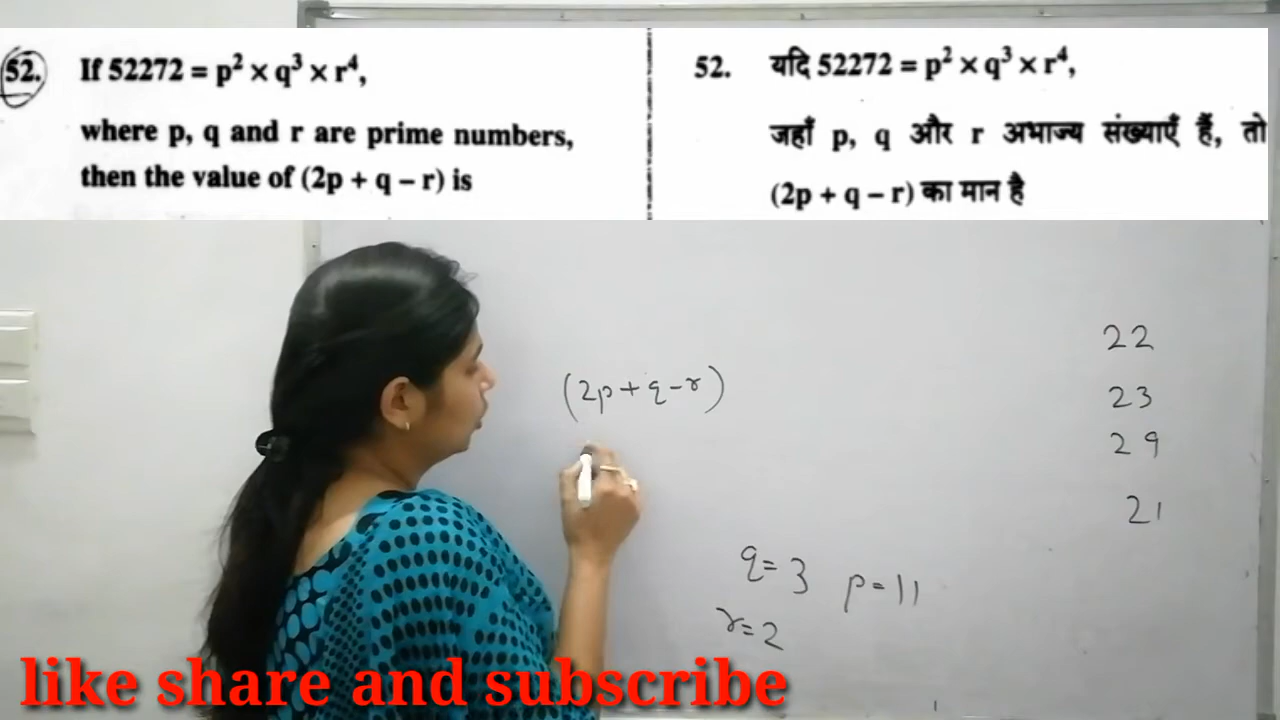 52. If 52272 = p² × q³ × r⁴,
where p, q and r are prime numbers,
then the value of (2p + q – r) is
52. यदि 52272 = p² × q³ × r⁴,
जहाँ p, q और r अभाज्य संख्याएँ हैं, तो
(2p + q – r) का मान है
(2p+q-r)
22
23
29
21
q=3 p=11
r=2
like share and subscribe